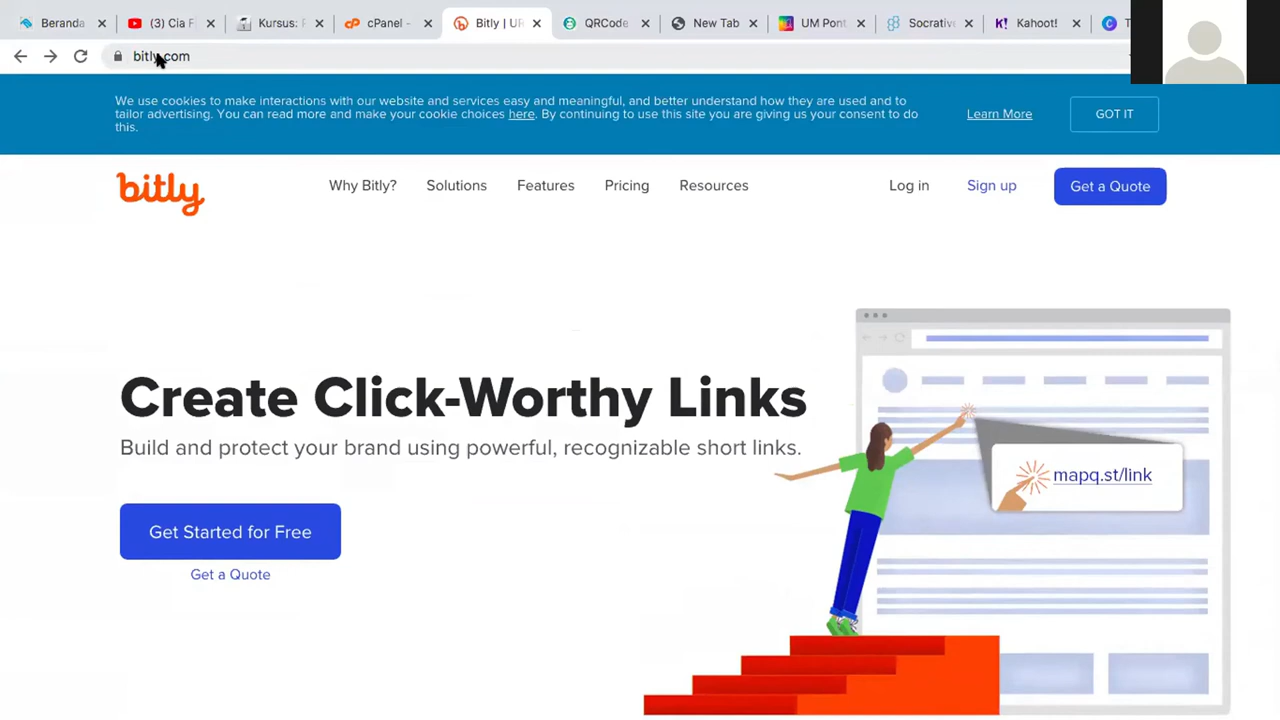 Beranda
(3) Cia F
Kursus: F
cPanel -
Bitly | UR
QRCode
New Tab
UM Pont
Socrative
Kahoot!
bitly.com
We use cookies to make interactions with our website and services easy and meaningful, and better understand how they are used and to
tailor advertising. You can read more and make your cookie choices here. By continuing to use this site you are giving us your consent to do
this.
Learn More
GOT IT
bitly
Why Bitly?
Solutions
Features
Pricing
Resources
Log in
Sign up
Get a Quote
Create Click-Worthy Links
Build and protect your brand using powerful, recognizable short links.
mapq.st/link
Get Started for Free
Get a Quote